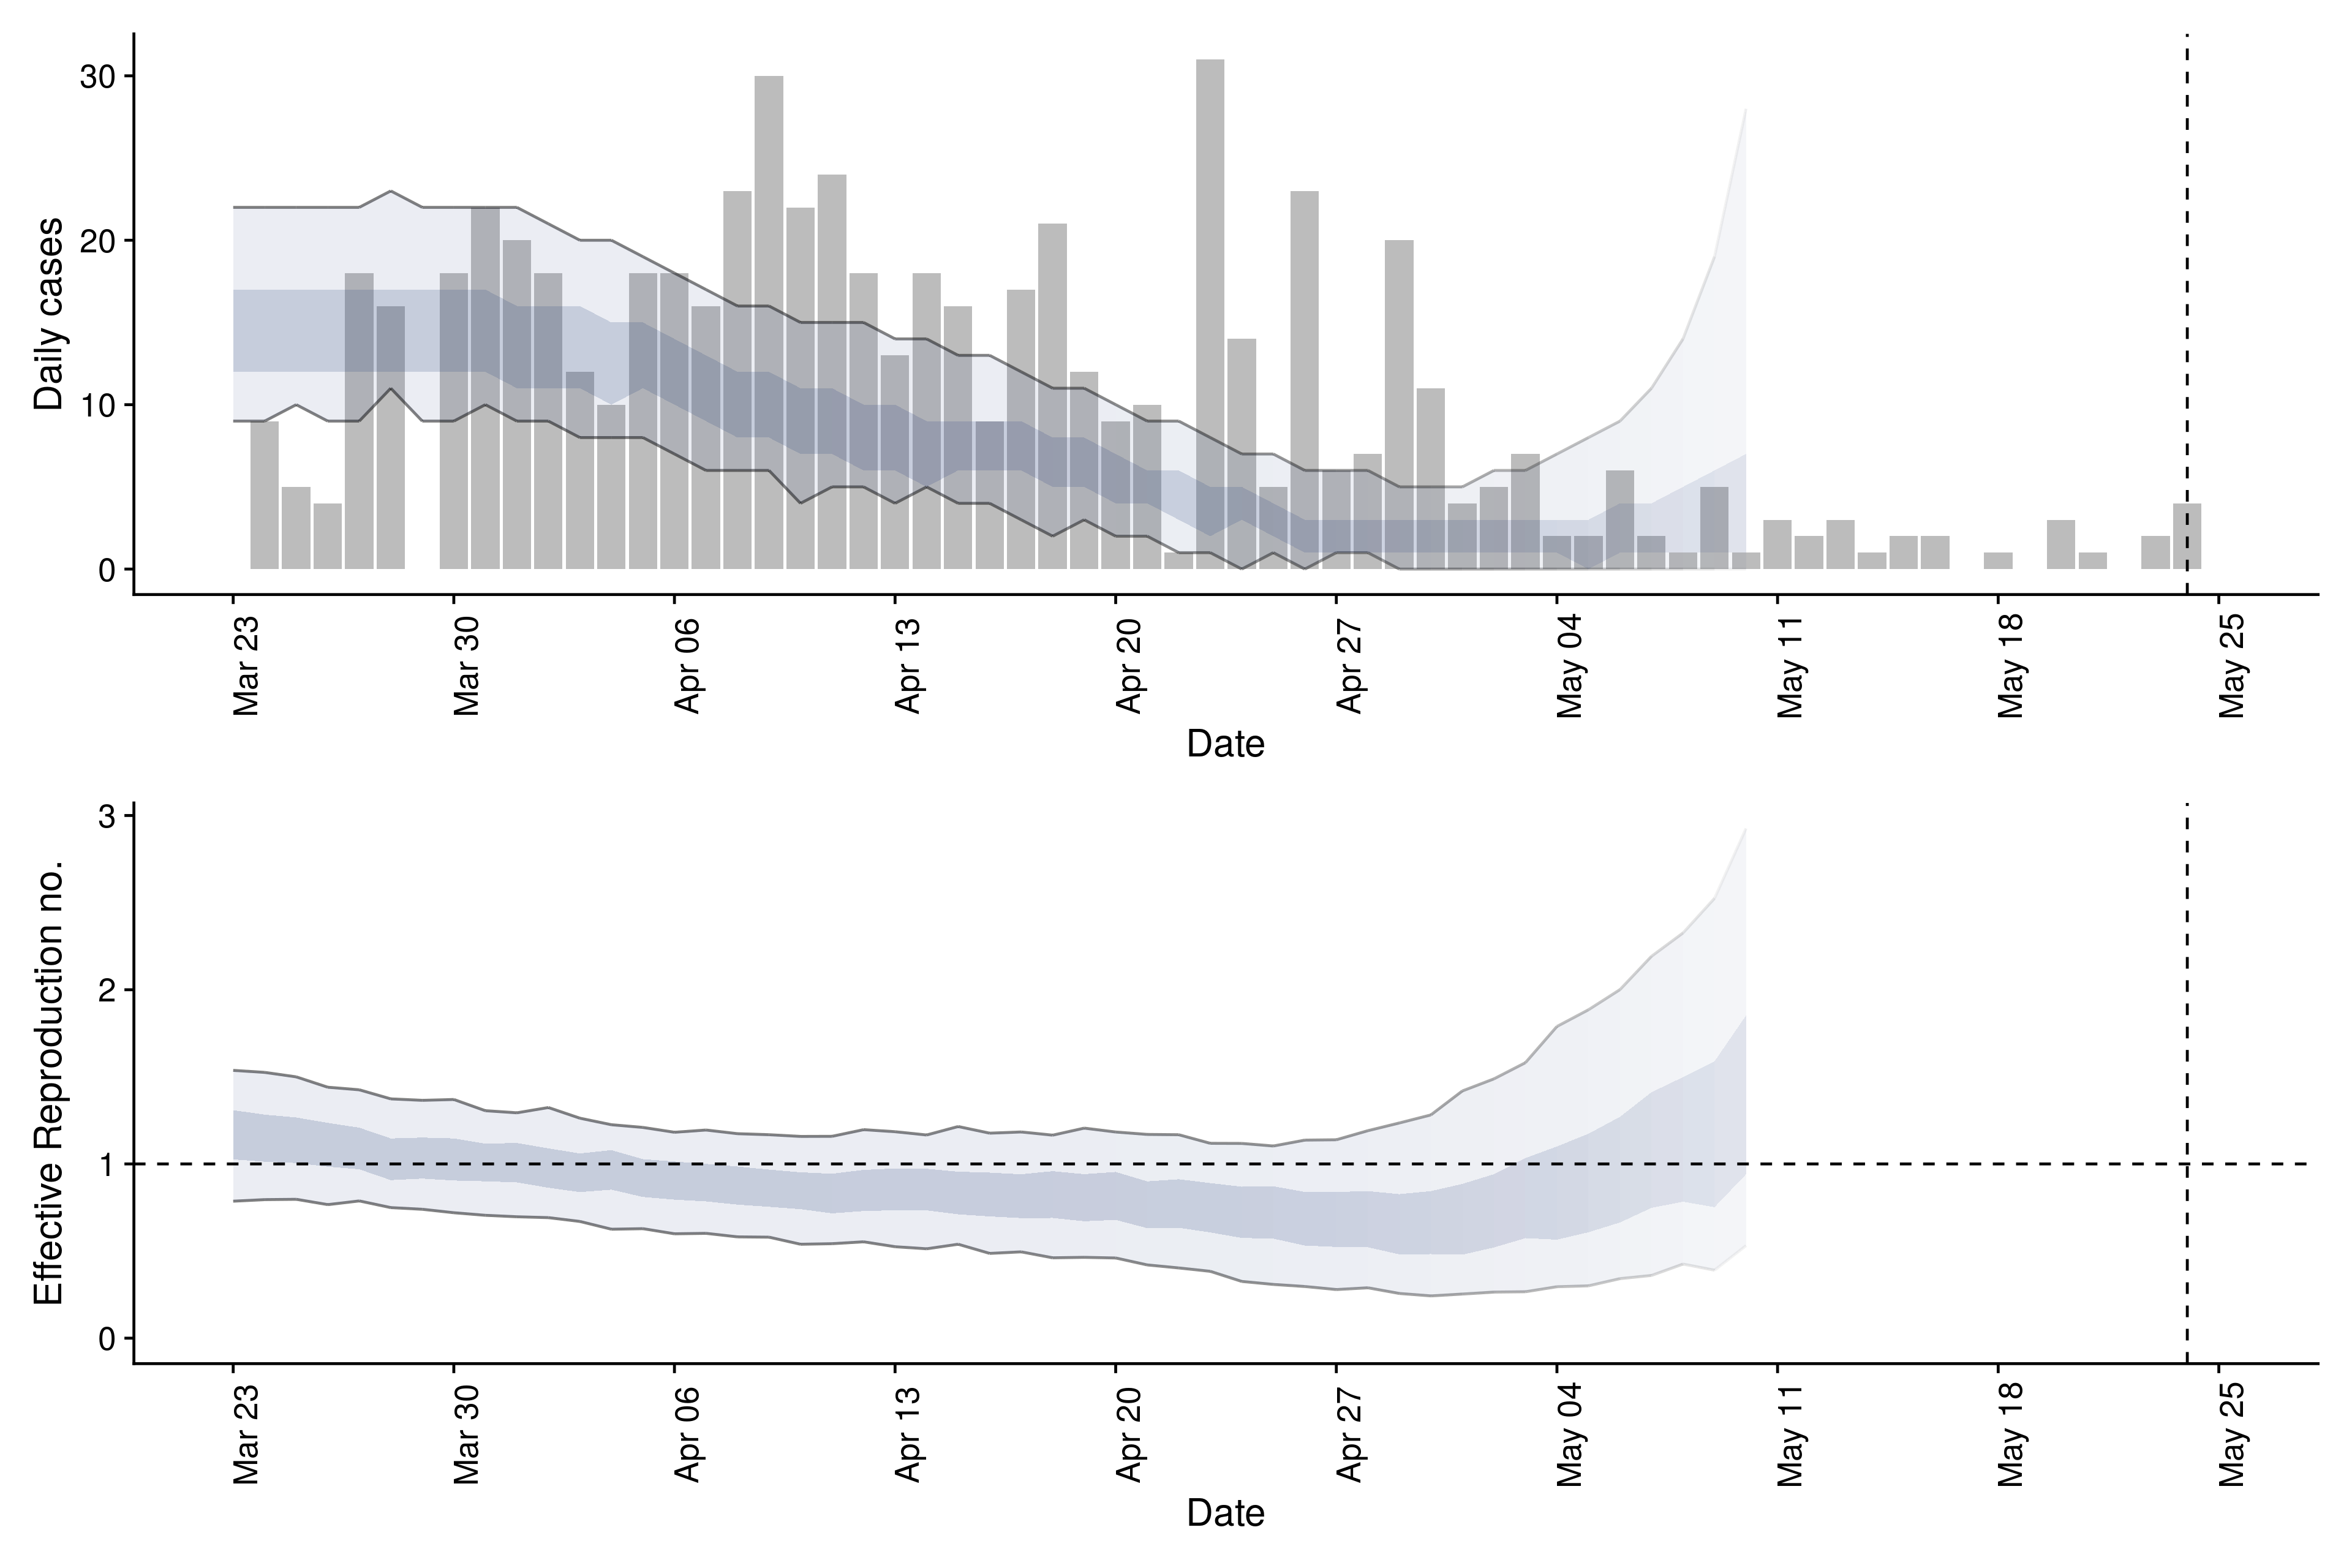 Daily cases
30
20
10
0
Mar 23 Mar 30 Apr 06 Apr 13 Apr 20 Apr 27 May 04 May 11 May 18 May 25
Date
Effective Reproduction no.
3
2
1
0
Mar 23 Mar 30 Apr 06 Apr 13 Apr 20 Apr 27 May 04 May 11 May 18 May 25
Date